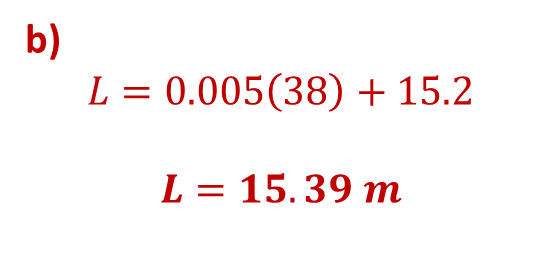 b)
L = 0.005(38) + 15.2
L = 15.39 m